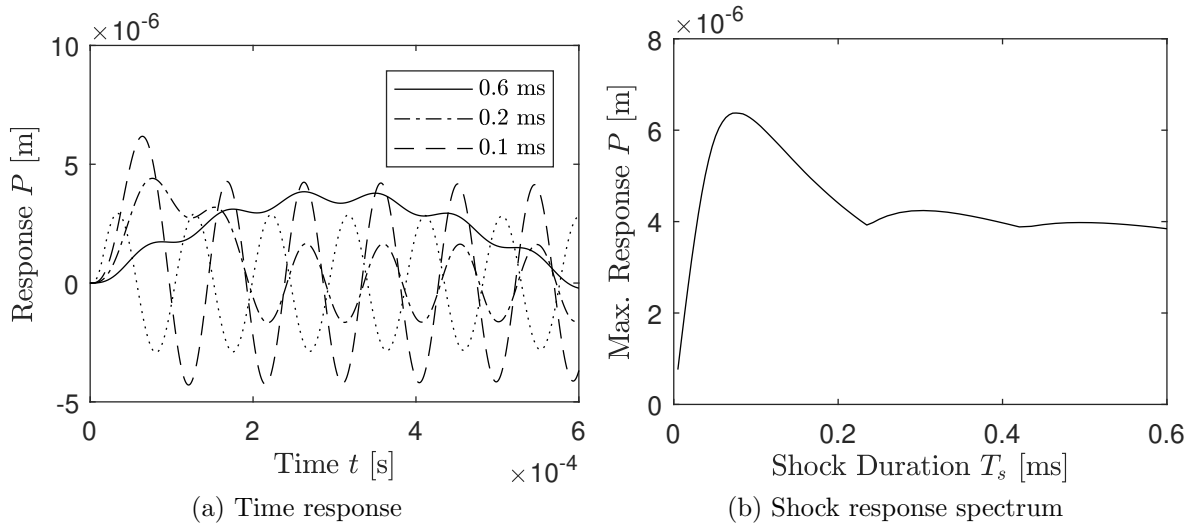 ×10⁻⁶
10
5
0
-5
Response P [m]
0.6 ms
0.2 ms
0.1 ms
0 2 4 6
Time t [s]
×10⁻⁴
(a) Time response
×10⁻⁶
8
6
4
2
0
Max. Response P [m]
0 0.2 0.4 0.6
Shock Duration Tₛ [ms]
(b) Shock response spectrum